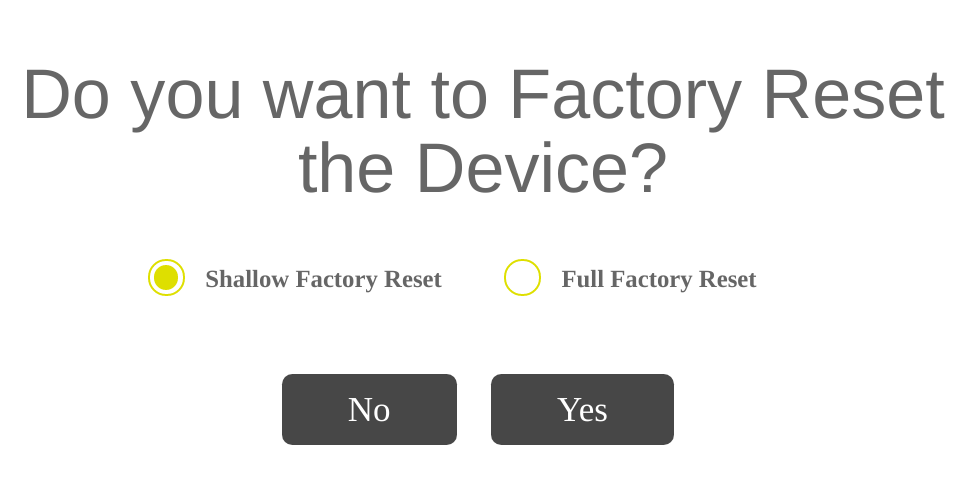 Do you want to Factory Reset
the Device?
Shallow Factory Reset Full Factory Reset
No Yes